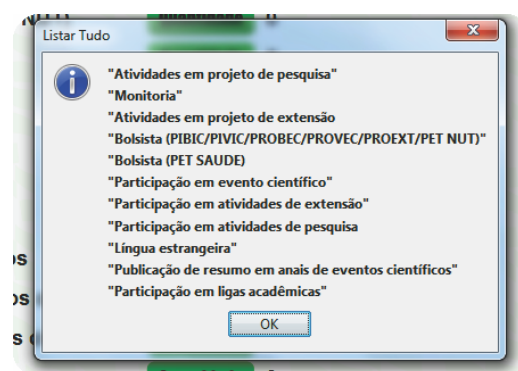 Listar Tudo
"Atividades em projeto de pesquisa"
"Monitoria"
"Atividades em projeto de extensão
"Bolsista (PIBIC/PIVIC/PROBEC/PROVEC/PROEXT/PET NUT)"
"Bolsista (PET SAUDE)
"Participação em evento científico"
"Participação em atividades de extensão"
"Participação em atividades de pesquisa
"Língua estrangeira"
"Publicação de resumo em anais de eventos científicos"
"Participação em ligas acadêmicas"
OK